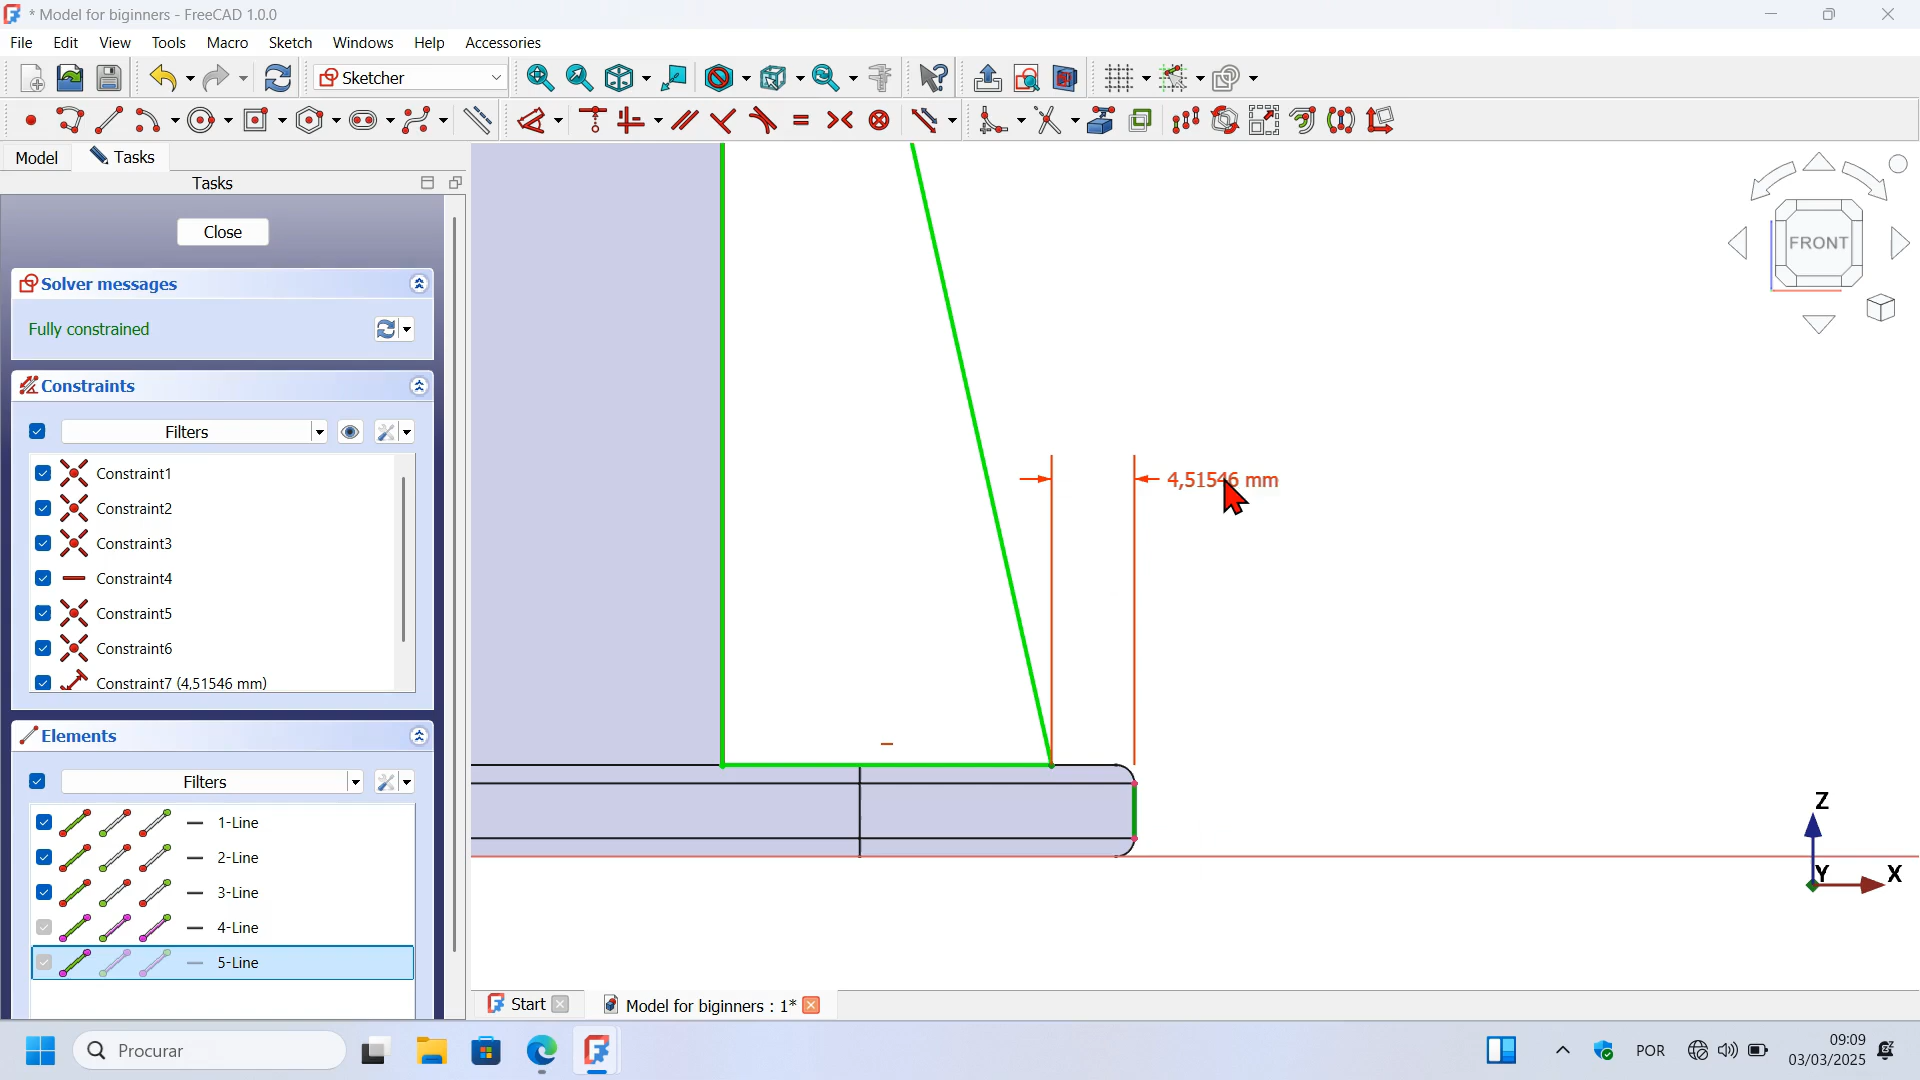 * Model for biginners - FreeCAD 1.0.0
File Edit View Tools Macro Sketch Windows Help Accessories
Sketcher
Model Tasks
Tasks
Close
Solver messages
Fully constrained
Constraints
Filters
Constraint1
Constraint2
Constraint3
Constraint4
Constraint5
Constraint6
Constraint7 (4,51546 mm)
Elements
Filters
1-Line
2-Line
3-Line
4-Line
5-Line
4,51546 mm
FRONT
Z
Y
X
Start
Model for biginners : 1*
Procurar
POR
09:09
03/03/2025